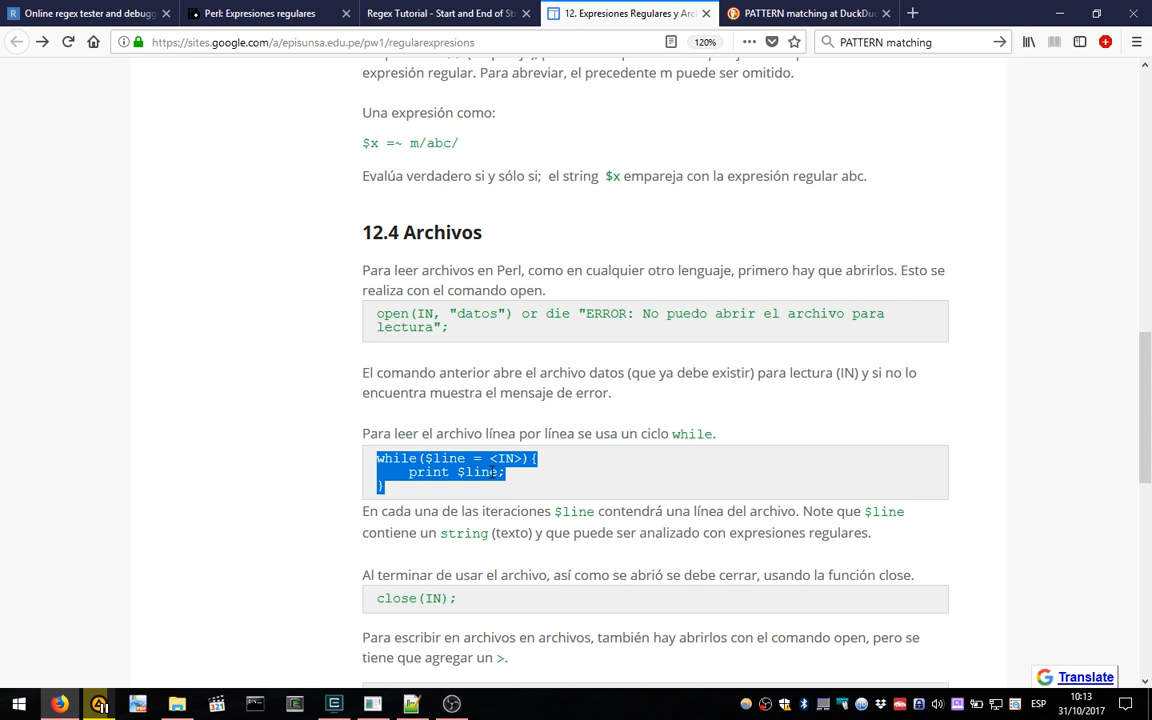 Online regex tester and debugg
Perl: Expresiones regulares
Regex Tutorial - Start and End of St
12. Expresiones Regulares y Arc
PATTERN matching at DuckDuc
https://sites.google.com/a/episunsa.edu.pe/pw1/regularexpresions
120%
PATTERN matching
expresión regular. Para abreviar, el precedente m puede ser omitido.
Una expresión como:
$x =~ m/abc/
Evalúa verdadero si y sólo si; el string $x empareja con la expresión regular abc.
12.4 Archivos
Para leer archivos en Perl, como en cualquier otro lenguaje, primero hay que abrirlos. Esto se
realiza con el comando open.
open(IN, "datos") or die "ERROR: No puedo abrir el archivo para
lectura";
El comando anterior abre el archivo datos (que ya debe existir) para lectura (IN) y si no lo
encuentra muestra el mensaje de error.
Para leer el archivo línea por línea se usa un ciclo while.
while($line = <IN>){
print $line;
}
En cada una de las iteraciones $line contendrá una línea del archivo. Note que $line
contiene un string (texto) y que puede ser analizado con expresiones regulares.
Al terminar de usar el archivo, así como se abrió se debe cerrar, usando la función close.
close(IN);
Para escribir en archivos en archivos, también hay abrirlos con el comando open, pero se
tiene que agregar un >.
Translate
ESP
10:13
31/10/2017